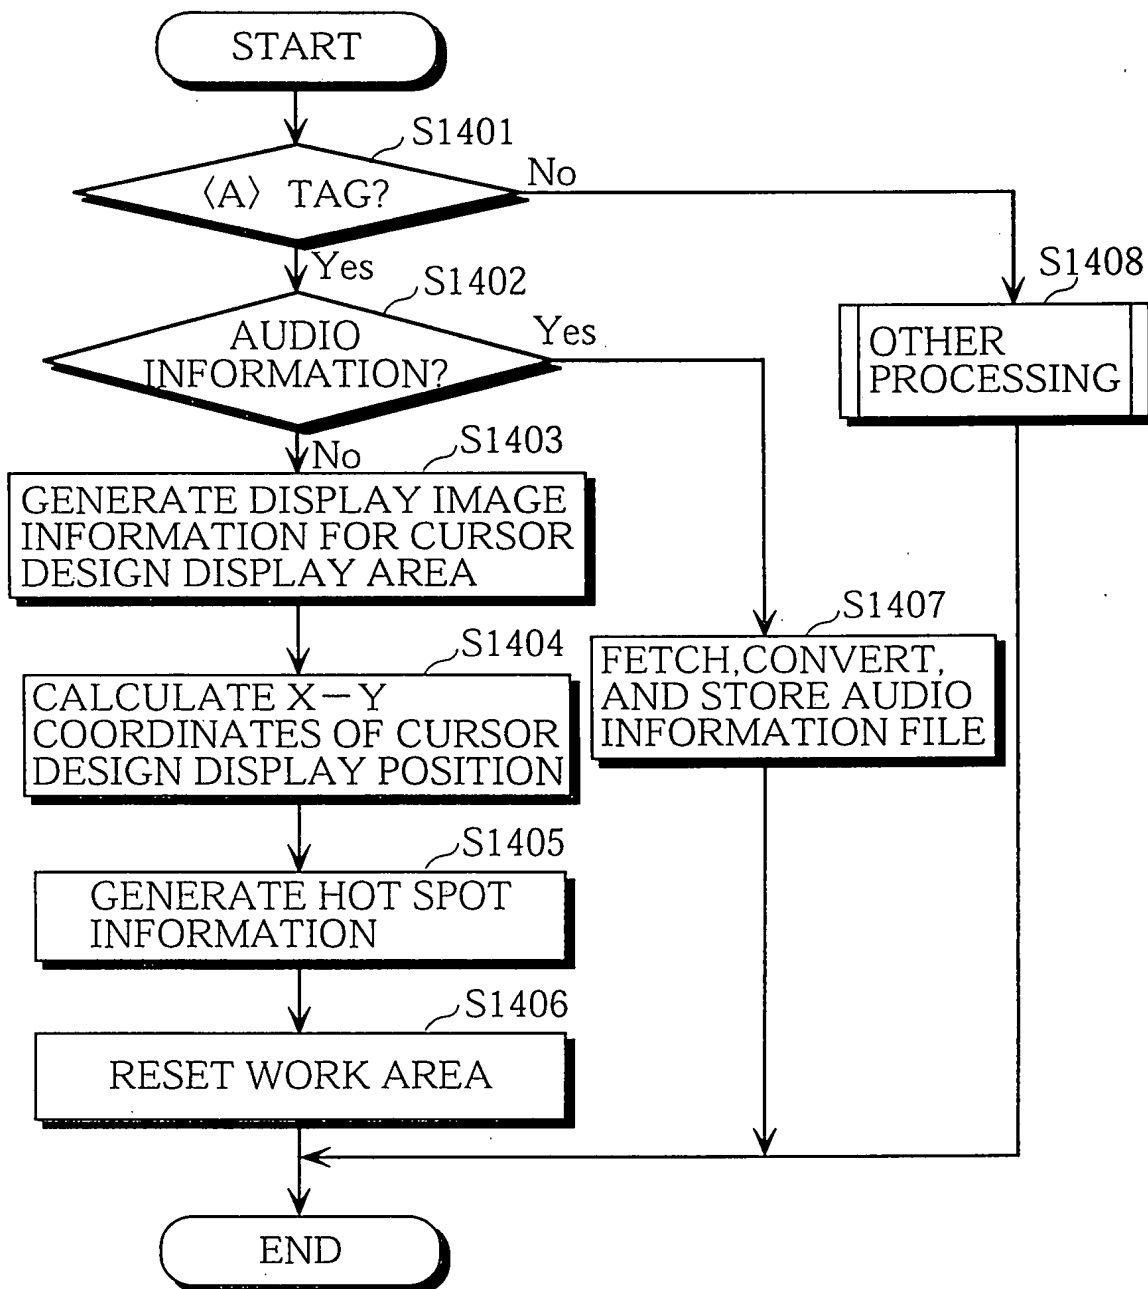 START
S1401
〈A〉 TAG?
No
Yes
S1402
AUDIO
INFORMATION?
Yes
S1408
OTHER
PROCESSING
No
S1403
GENERATE DISPLAY IMAGE
INFORMATION FOR CURSOR
DESIGN DISPLAY AREA
S1407
FETCH,CONVERT,
AND STORE AUDIO
INFORMATION FILE
S1404
CALCULATE X－Y
COORDINATES OF CURSOR
DESIGN DISPLAY POSITION
S1405
GENERATE HOT SPOT
INFORMATION
S1406
RESET WORK AREA
END